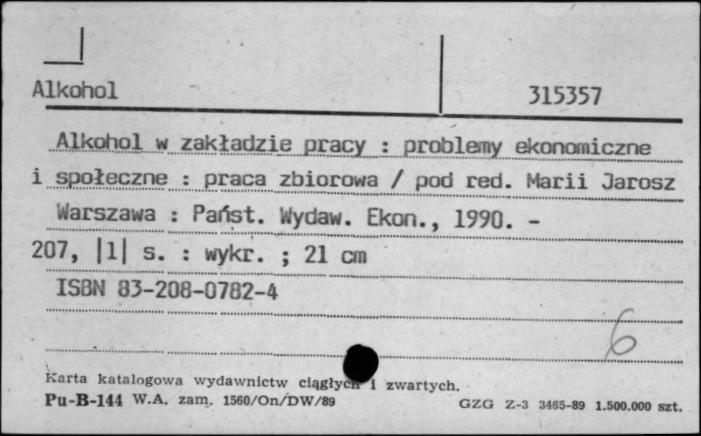 Alkohol
315357
Alkohol w zakładzie pracy : problemy ekonomiczne
i społeczne : praca zbiorowa / pod red. Marii Jarosz
Warszawa : Państ. Wydaw. Ekon., 1990. -
207, |1| s. : wykr. ; 21 cm
ISBN 83-208-0782-4
6
Karta katalogowa wydawnictw ciągłych i zwartych.
Pu-B-144 W.A. zam. 1560/On/DW/89
GZG Z-3 3465-89 1.500.000 szt.